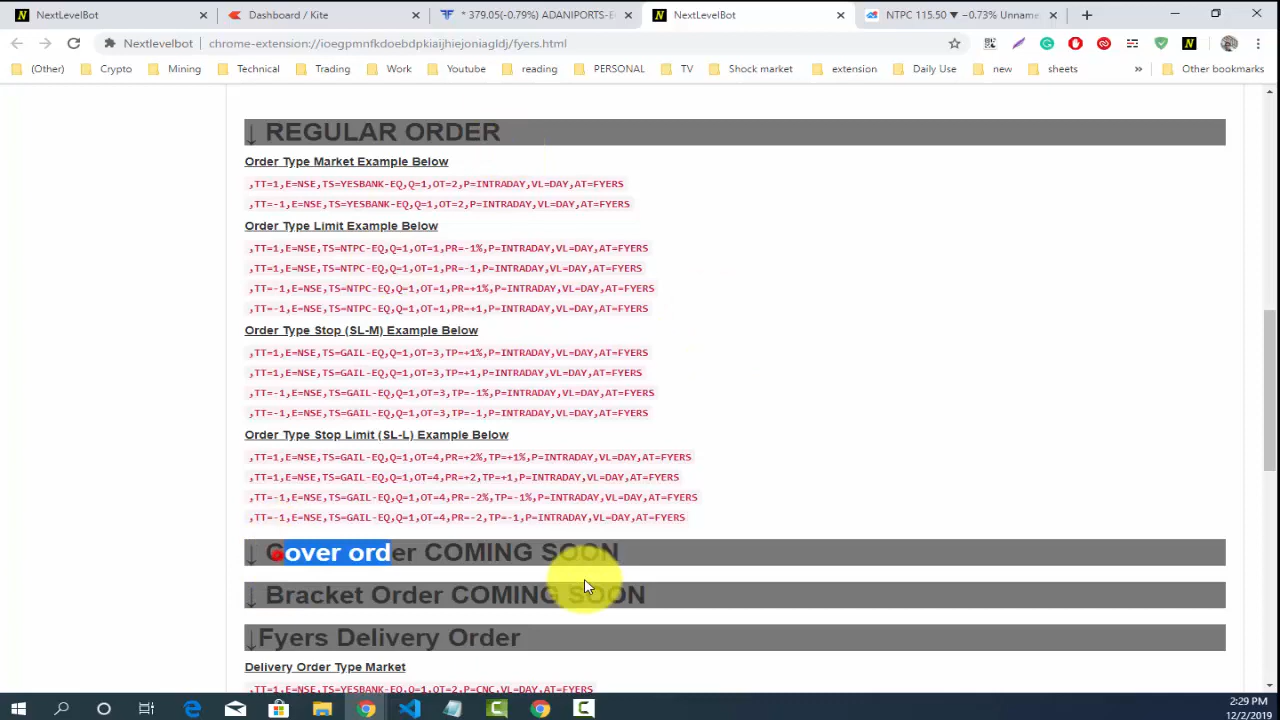 NextLevelBot
Dashboard / Kite
* 379.05(-0.79%) ADANIPORTS-E
NextLevelBot
NTPC 115.50 ▼ −0.73% Unname
Nextlevelbot
(Other)
Crypto
Mining
Technical
Trading
Work
Youtube
reading
PERSONAL
TV
Shock market
extension
Daily Use
new
sheets
»
Other bookmarks
↓ REGULAR ORDER
Order Type Market Example Below
,TT=1,E=NSE,TS=YESBANK-EQ,Q=1,OT=2,P=INTRADAY,VL=DAY,AT=FYERS
,TT=-1,E=NSE,TS=YESBANK-EQ,Q=1,OT=2,P=INTRADAY,VL=DAY,AT=FYERS
Order Type Limit Example Below
,TT=1,E=NSE,TS=NTPC-EQ,Q=1,OT=1,PR=-1%,P=INTRADAY,VL=DAY,AT=FYERS
,TT=1,E=NSE,TS=NTPC-EQ,Q=1,OT=1,PR=-1,P=INTRADAY,VL=DAY,AT=FYERS
,TT=-1,E=NSE,TS=NTPC-EQ,Q=1,OT=1,PR=+1%,P=INTRADAY,VL=DAY,AT=FYERS
,TT=-1,E=NSE,TS=NTPC-EQ,Q=1,OT=1,PR=+1,P=INTRADAY,VL=DAY,AT=FYERS
Order Type Stop (SL-M) Example Below
,TT=1,E=NSE,TS=GAIL-EQ,Q=1,OT=3,TP=+1%,P=INTRADAY,VL=DAY,AT=FYERS
,TT=1,E=NSE,TS=GAIL-EQ,Q=1,OT=3,TP=+1,P=INTRADAY,VL=DAY,AT=FYERS
,TT=-1,E=NSE,TS=GAIL-EQ,Q=1,OT=3,TP=-1%,P=INTRADAY,VL=DAY,AT=FYERS
,TT=-1,E=NSE,TS=GAIL-EQ,Q=1,OT=3,TP=-1,P=INTRADAY,VL=DAY,AT=FYERS
Order Type Stop Limit (SL-L) Example Below
,TT=1,E=NSE,TS=GAIL-EQ,Q=1,OT=4,PR=+2%,TP=+1%,P=INTRADAY,VL=DAY,AT=FYERS
,TT=1,E=NSE,TS=GAIL-EQ,Q=1,OT=4,PR=+2,TP=+1,P=INTRADAY,VL=DAY,AT=FYERS
,TT=-1,E=NSE,TS=GAIL-EQ,Q=1,OT=4,PR=-2%,TP=-1%,P=INTRADAY,VL=DAY,AT=FYERS
,TT=-1,E=NSE,TS=GAIL-EQ,Q=1,OT=4,PR=-2,TP=-1,P=INTRADAY,VL=DAY,AT=FYERS
↓ Cover order COMING SOON
↓ Bracket Order COMING SOON
↓Fyers Delivery Order
Delivery Order Type Market
,TT=1,E=NSE,TS=YESBANK-EQ,Q=1,OT=2,P=CNC,VL=DAY,AT=FYERS
2:29 PM
12/2/2019